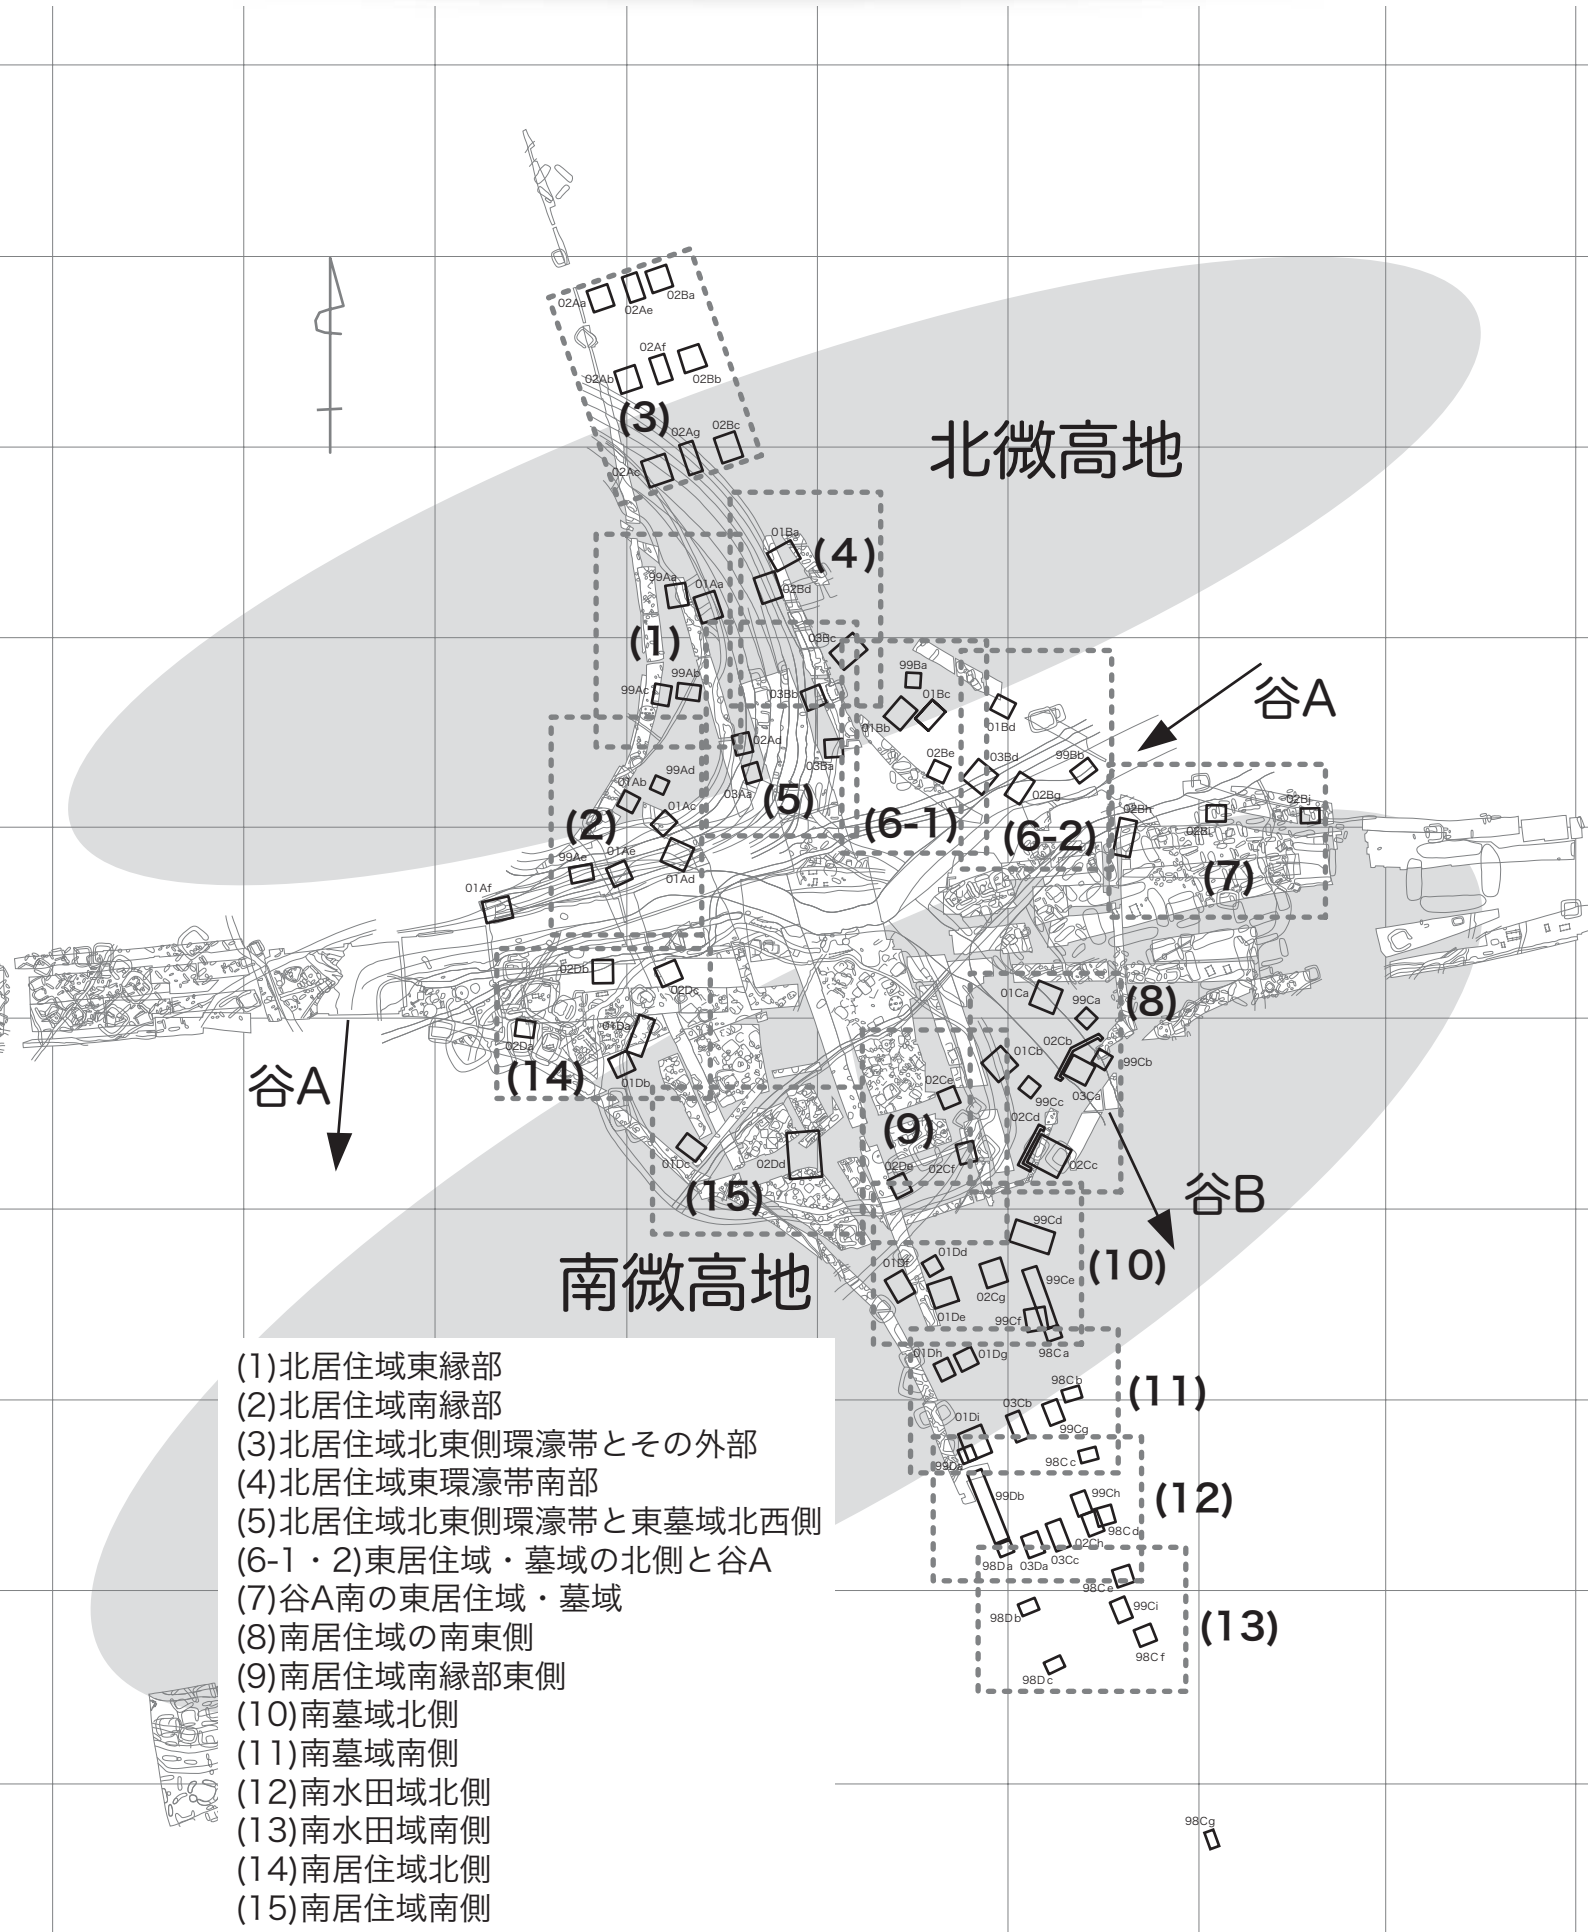 02Aa
02Ae
02Ba
02Af
02Ab
02Bb
(3)
02Ag
02Bc
02Ac
北微高地
01Ba
(4)
02Bd
99Aa
01Aa
(1)
03Bc
99Ab
99Ac
99Ba
01Bc
03Bb
01Bb
01Bd
谷A
02Ad
03Ba
02Be
03Bd
99Bb
03Aa
(5)
02Bg
01Ab
99Ad
01Ac
(2)
(6-1)
(6-2)
02Bh
02Bj
(7)
99Ae
01Ae
01Ad
01Af
02Db
02Dc
01Ca
99Ca
(8)
02Da
01Da
(14)
01Db
谷A
01Cb
02Cb
99Cb
02Ce
99Cc
03Ca
(9)
02Cd
01Dc
02Dd
02De
02Cf
02Cc
(15)
谷B
99Cd
南微高地
01Df
01Dd
(10)
02Cg
99Ce
01De
99Cf
01Dh
01Dg
98Ca
98Cb
(11)
03Cb
01Di
99Cg
99Da
98Cc
99Db
99Ch
(12)
98Cd
02Ch
98Da
03Da
03Cc
98Ce
98Db
99Ci
(13)
98Cf
98Dc
98Cg
(1)北居住域東縁部
(2)北居住域南縁部
(3)北居住域北東側環濠帯とその外部
(4)北居住域東環濠帯南部
(5)北居住域北東側環濠帯と東墓域北西側
(6-1・2)東居住域・墓域の北側と谷A
(7)谷A南の東居住域・墓域
(8)南居住域の南東側
(9)南居住域南縁部東側
(10)南墓域北側
(11)南墓域南側
(12)南水田域北側
(13)南水田域南側
(14)南居住域北側
(15)南居住域南側